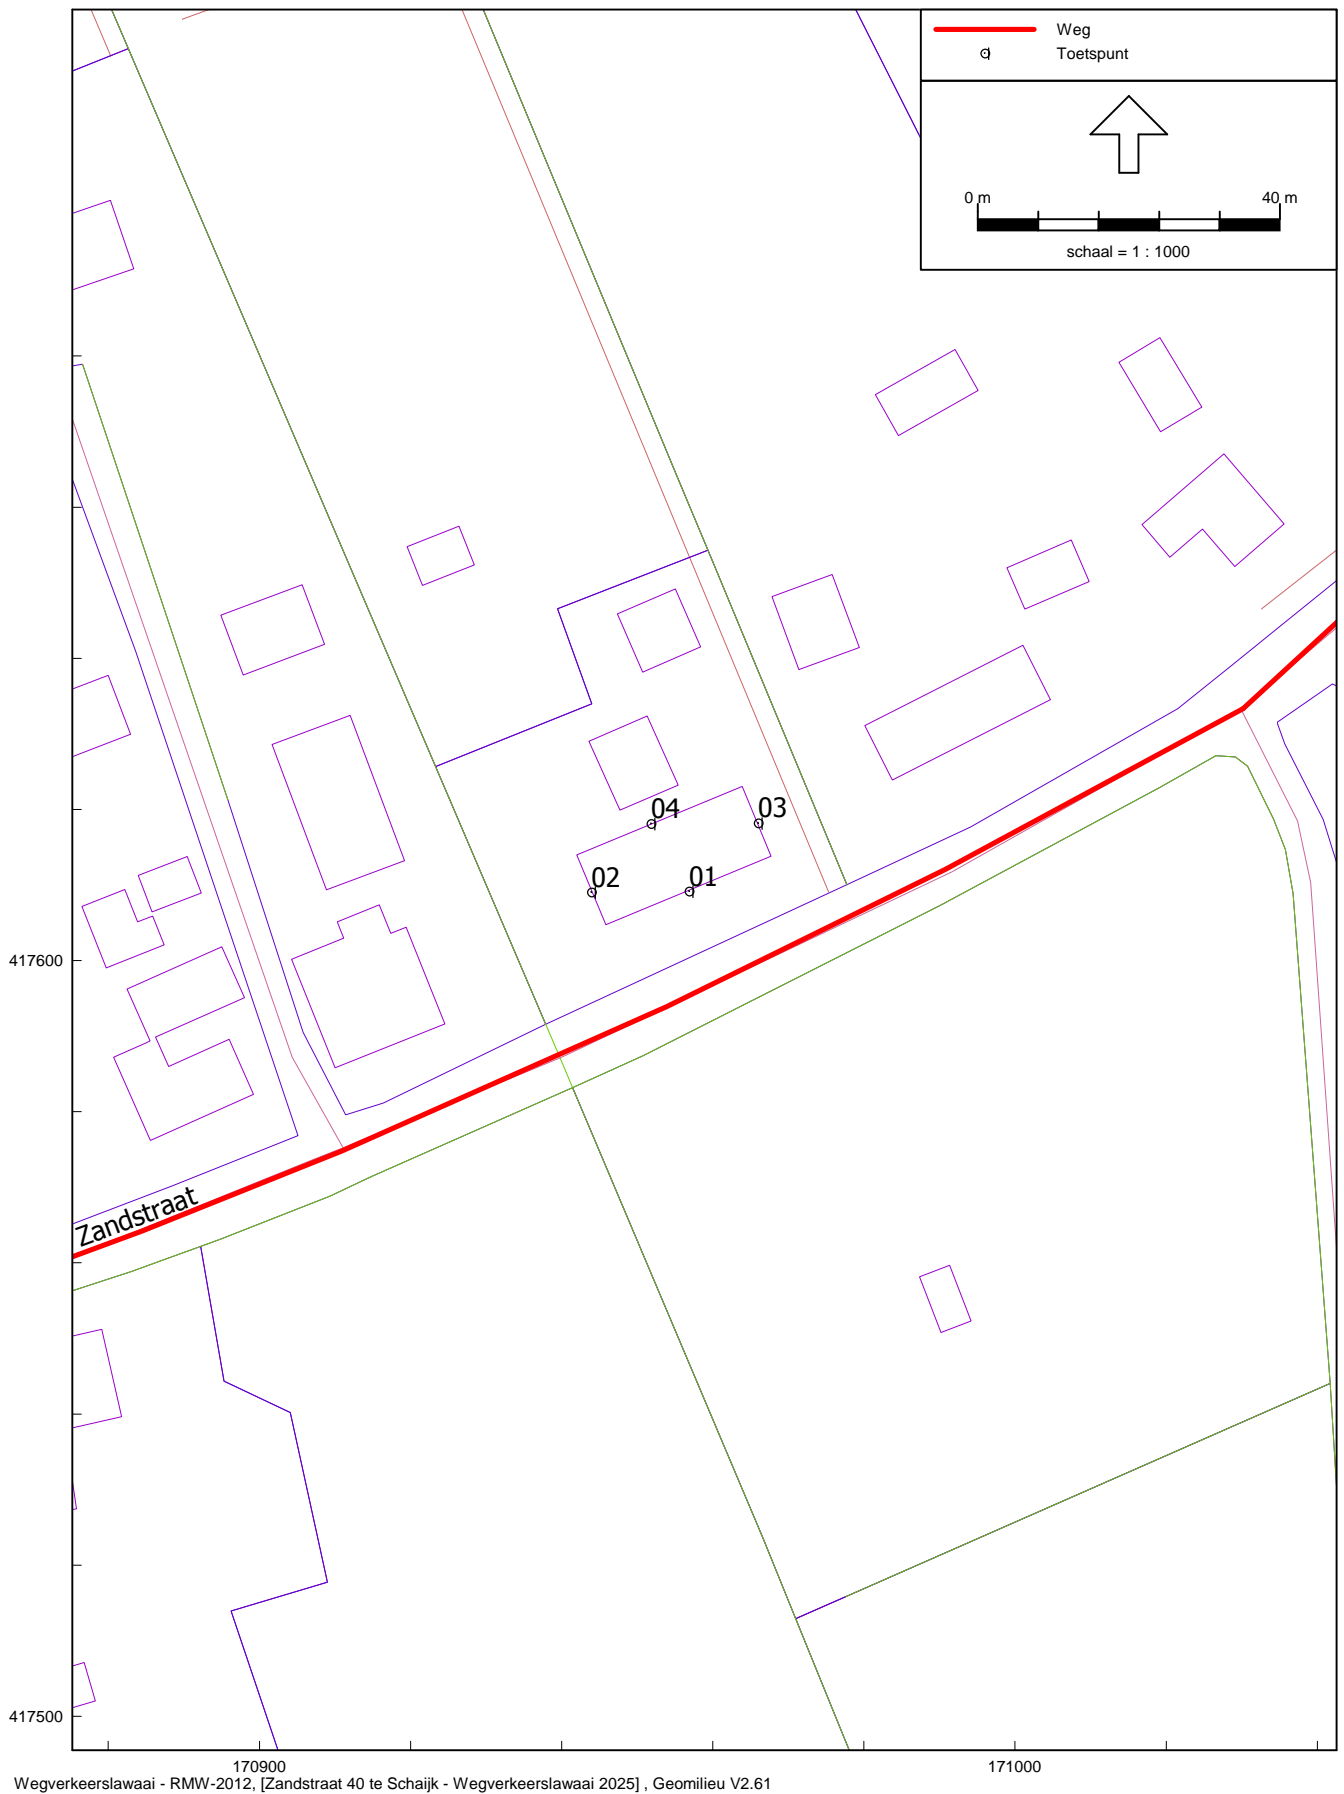 Weg
Toetspunt
0 m 40 m
schaal = 1 : 1000
04 03
02 01
417600
Zandstraat
417500
170900 171000
Wegverkeerslawaai - RMW-2012, [Zandstraat 40 te Schaijk - Wegverkeerslawaai 2025] , Geomilieu V2.61